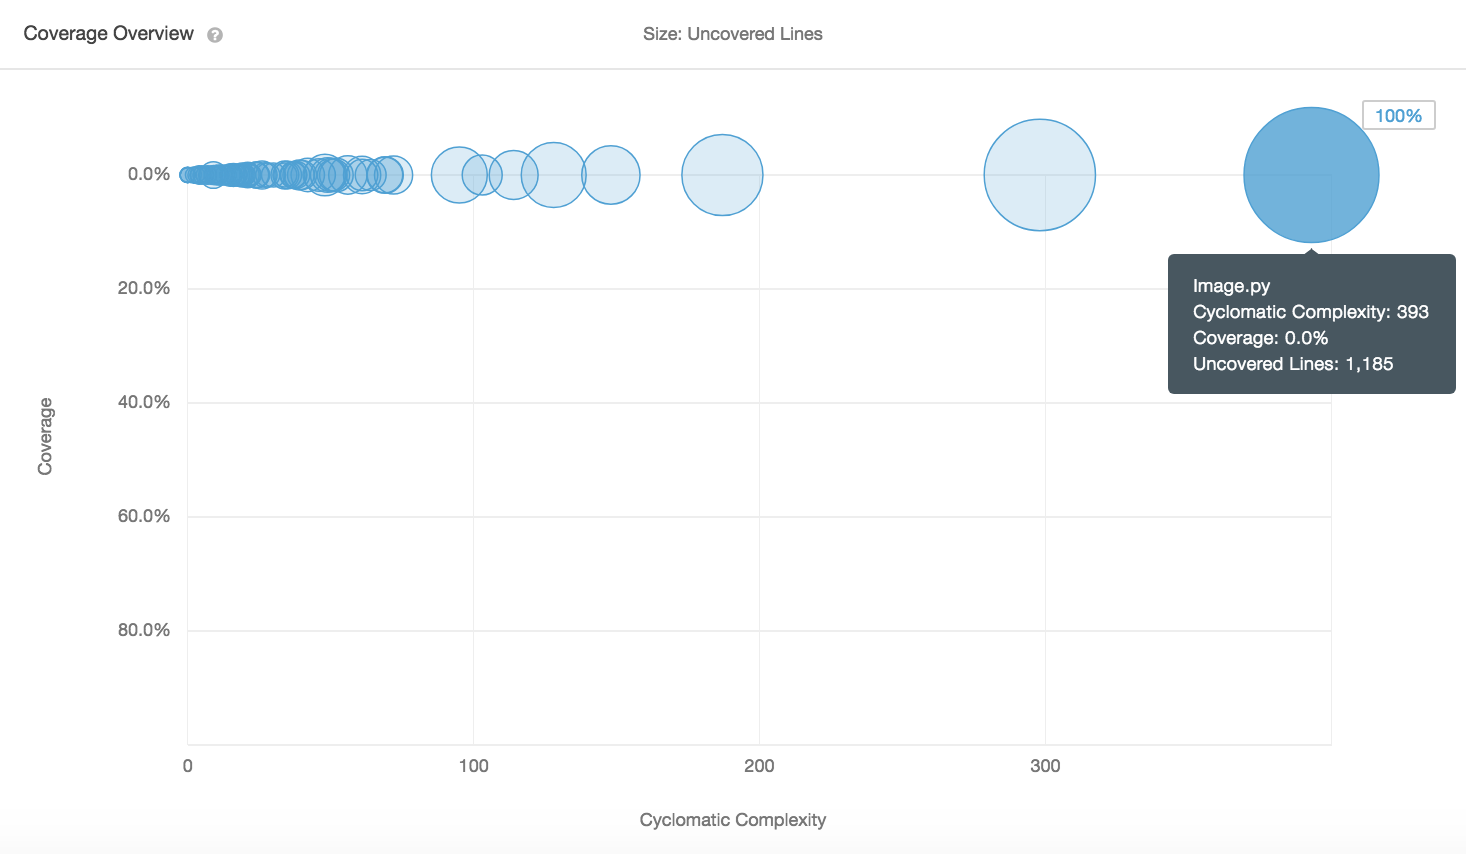 Coverage Overview ?
Size: Uncovered Lines
100%
0.0%
20.0%
Image.py
Cyclomatic Complexity: 393
Coverage: 0.0%
Uncovered Lines: 1,185
40.0%
Coverage
60.0%
80.0%
0 100 200 300
Cyclomatic Complexity